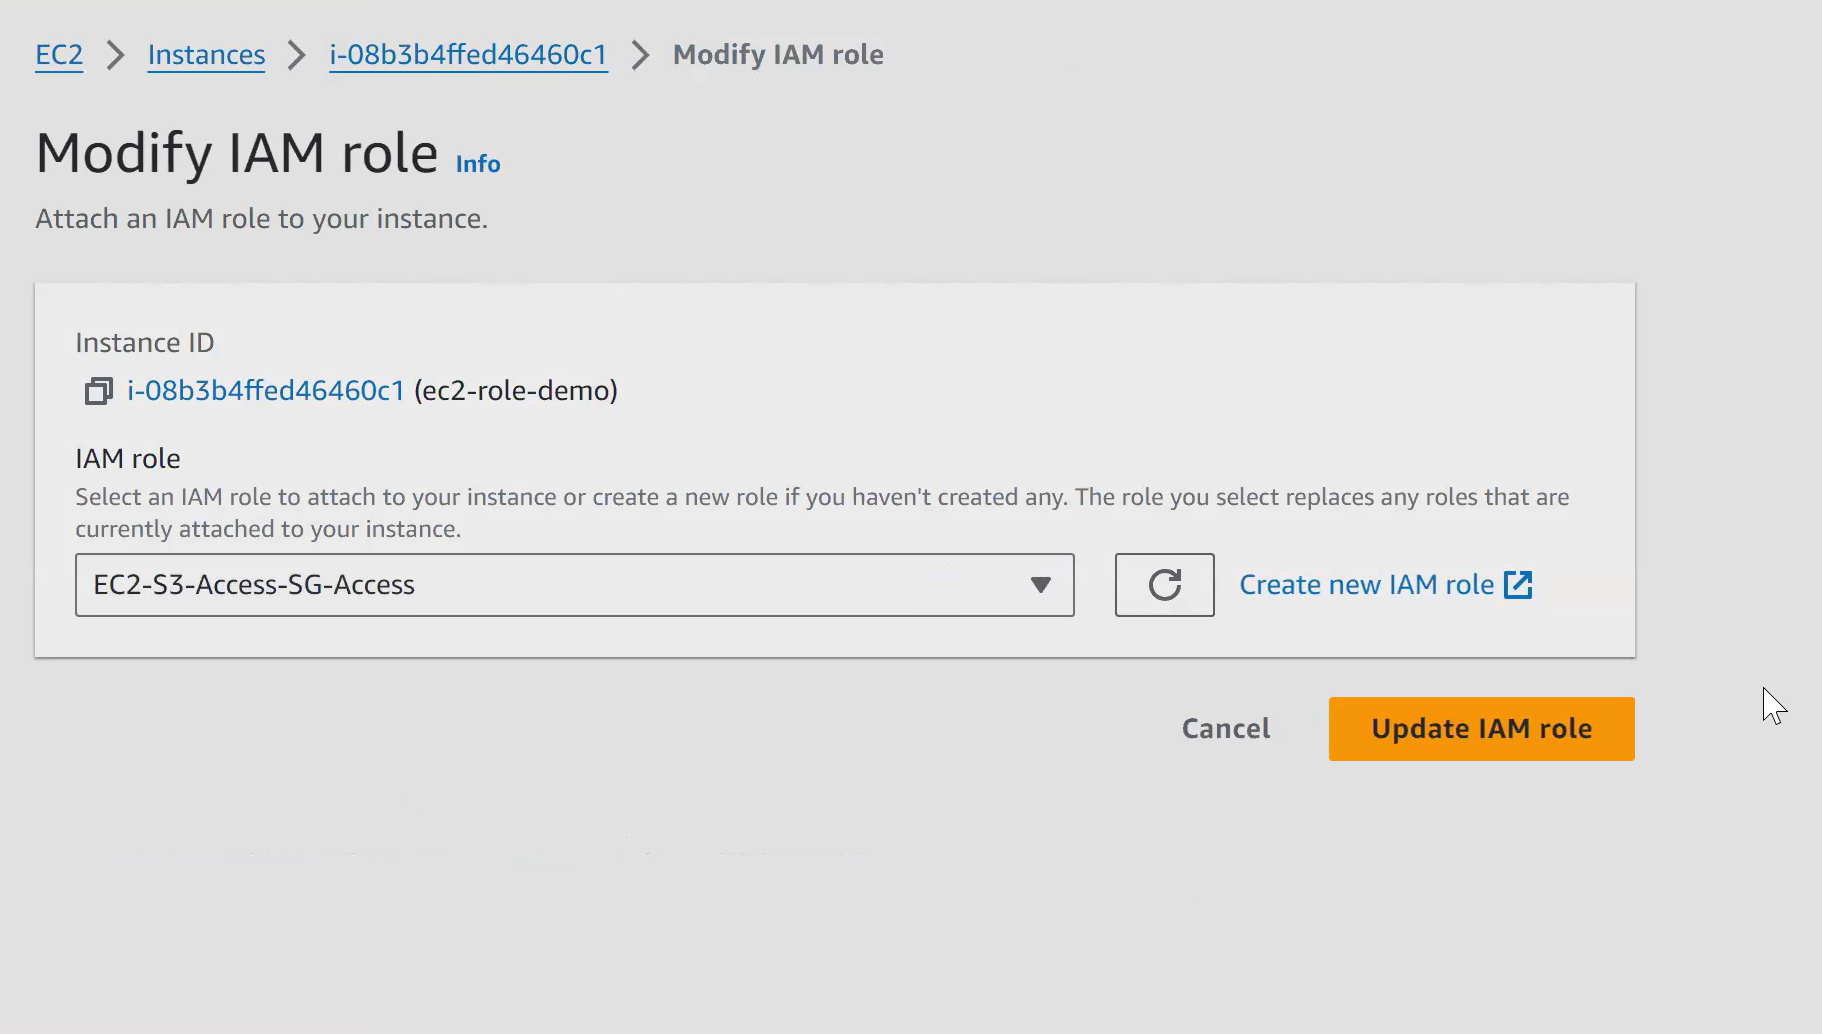 EC2 Instances i-08b3b4ffed46460c1 Modify IAM role
Modify IAM role Info
Attach an IAM role to your instance.
Instance ID
i-08b3b4ffed46460c1 (ec2-role-demo)
IAM role
Select an IAM role to attach to your instance or create a new role if you haven't created any. The role you select replaces any roles that are
currently attached to your instance.
EC2-S3-Access-SG-Access Create new IAM role
Cancel Update IAM role